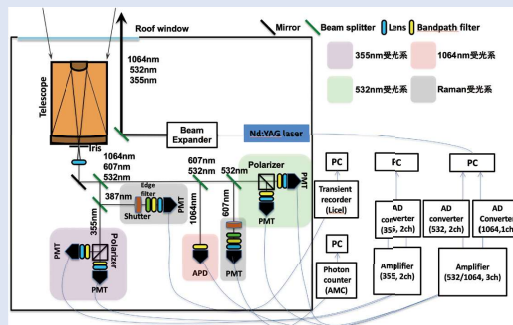 Mirror
Beam splitter
Lnns
Bandpath filter
Roof window
1064nm
532nm
355nm
355nm受光系
1064nm受光系
532nm受光系
Raman受光系
Telescope
Iris
Beam
Expander
Nd:YAG laser
1064nm
607nm
532nm
607nm
532nm
532nm
Polarizer
PMT
PMT
387nm
Edge
filter
Shutter
PMT
355nm
Polarizer
PMT
PMT
1064nm
APD
607nm
PMT
PC
Transient
recorder
(Licel)
PC
Photon
counter
(AMC)
PC
PC
AD
converter
(355, 2ch)
AD
converter
(532, 2ch)
AD
Converter
(1064,1ch)
Amplifier
(355, 2ch)
Amplifier
(532/1064, 3ch)